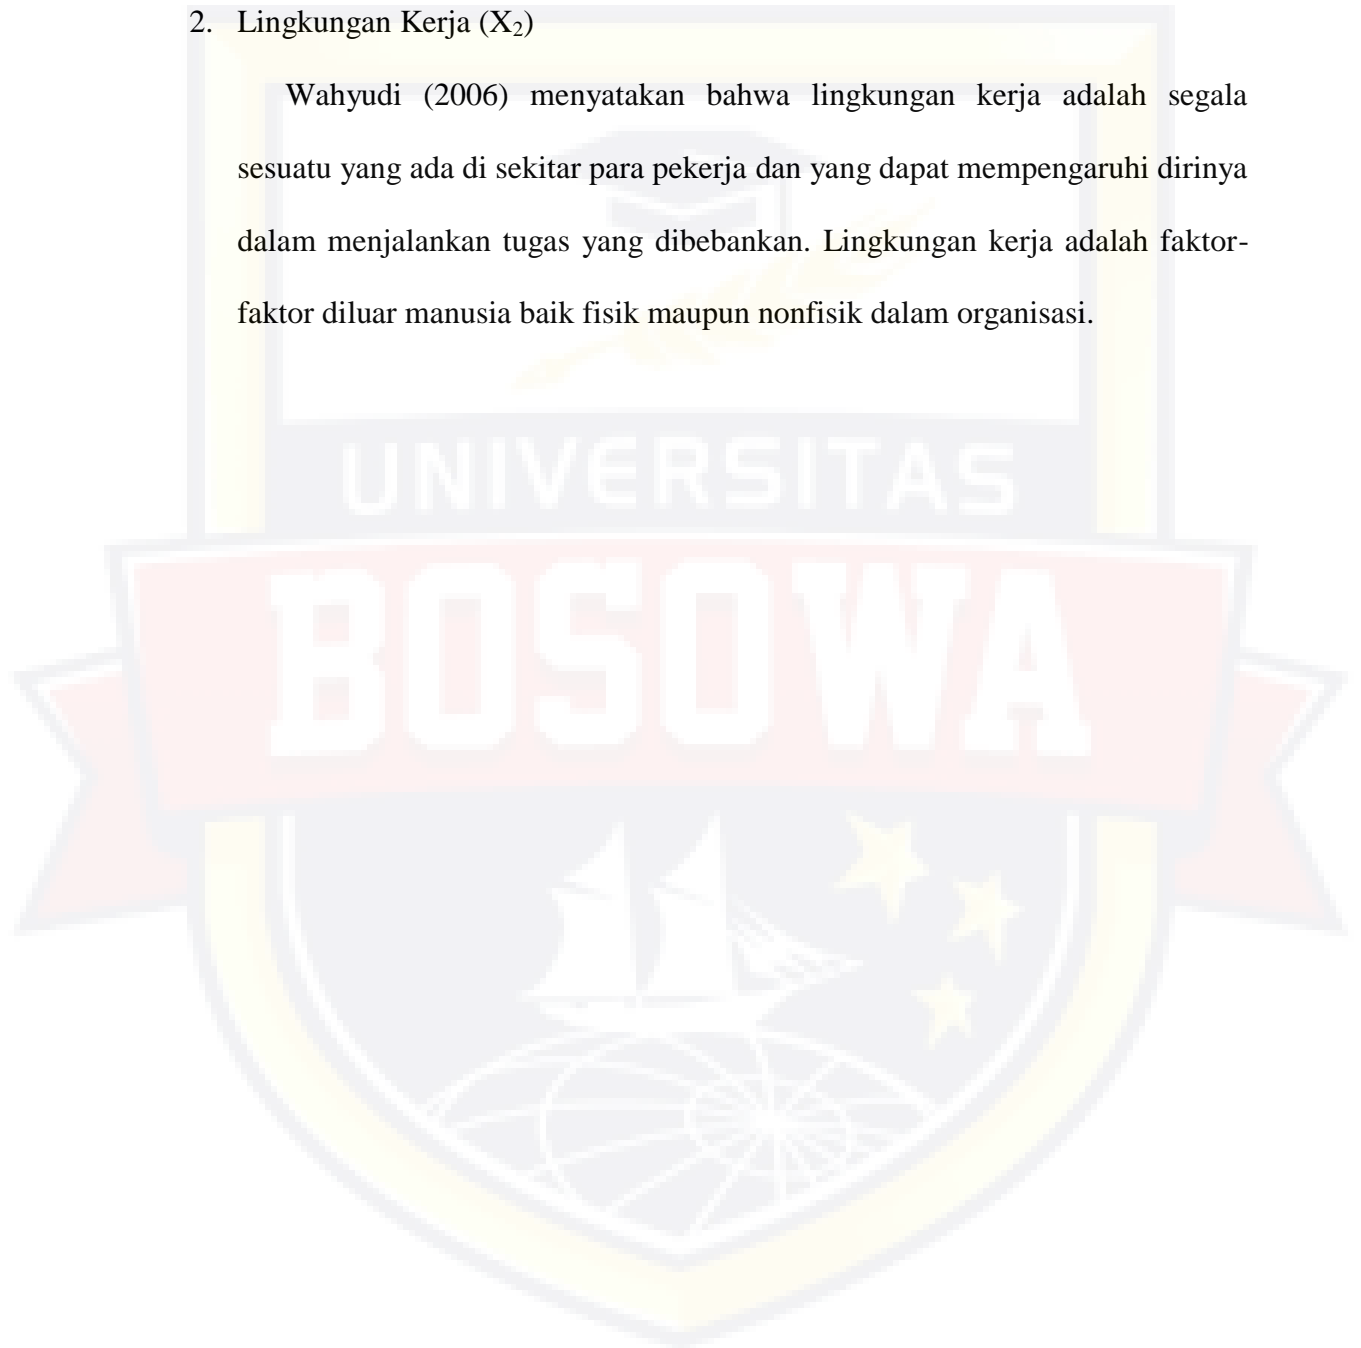 2. Lingkungan Kerja (X₂)
Wahyudi (2006) menyatakan bahwa lingkungan kerja adalah segala
sesuatu yang ada di sekitar para pekerja dan yang dapat mempengaruhi dirinya
dalam menjalankan tugas yang dibebankan. Lingkungan kerja adalah faktor-
faktor diluar manusia baik fisik maupun nonfisik dalam organisasi.
UNIVERSITAS
BOSOWA